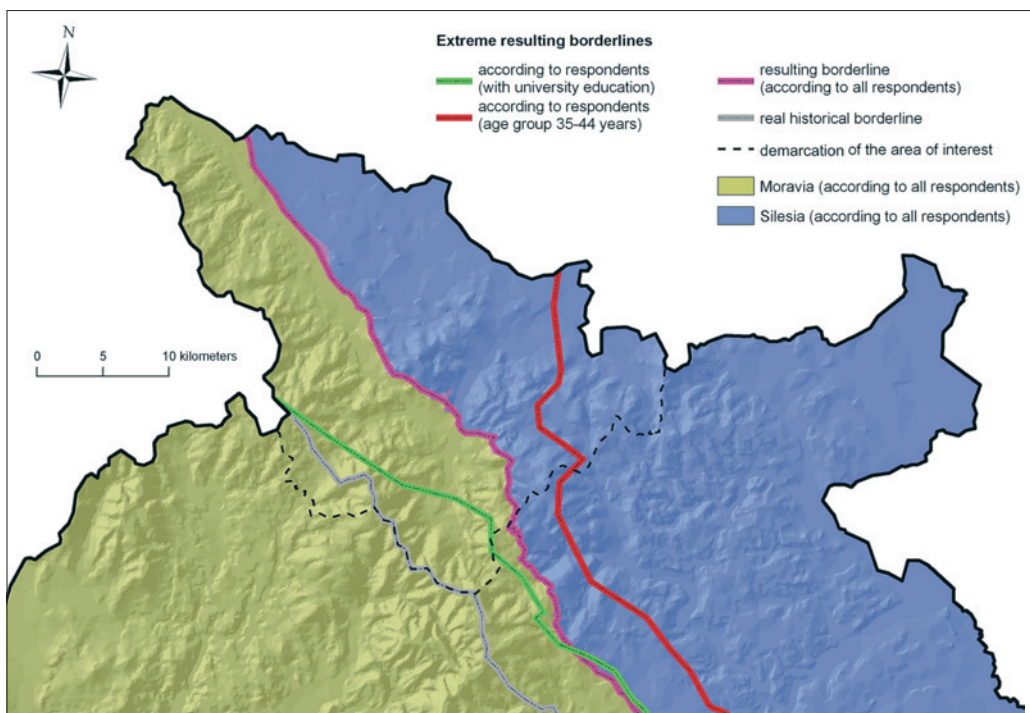 N
Extreme resulting borderlines
according to respondents
(with university education)
according to respondents
(age group 35-44 years)
resulting borderline
(according to all respondents)
real historical borderline
demarcation of the area of interest
Moravia (according to all respondents)
Silesia (according to all respondents)
0 5 10 kilometers